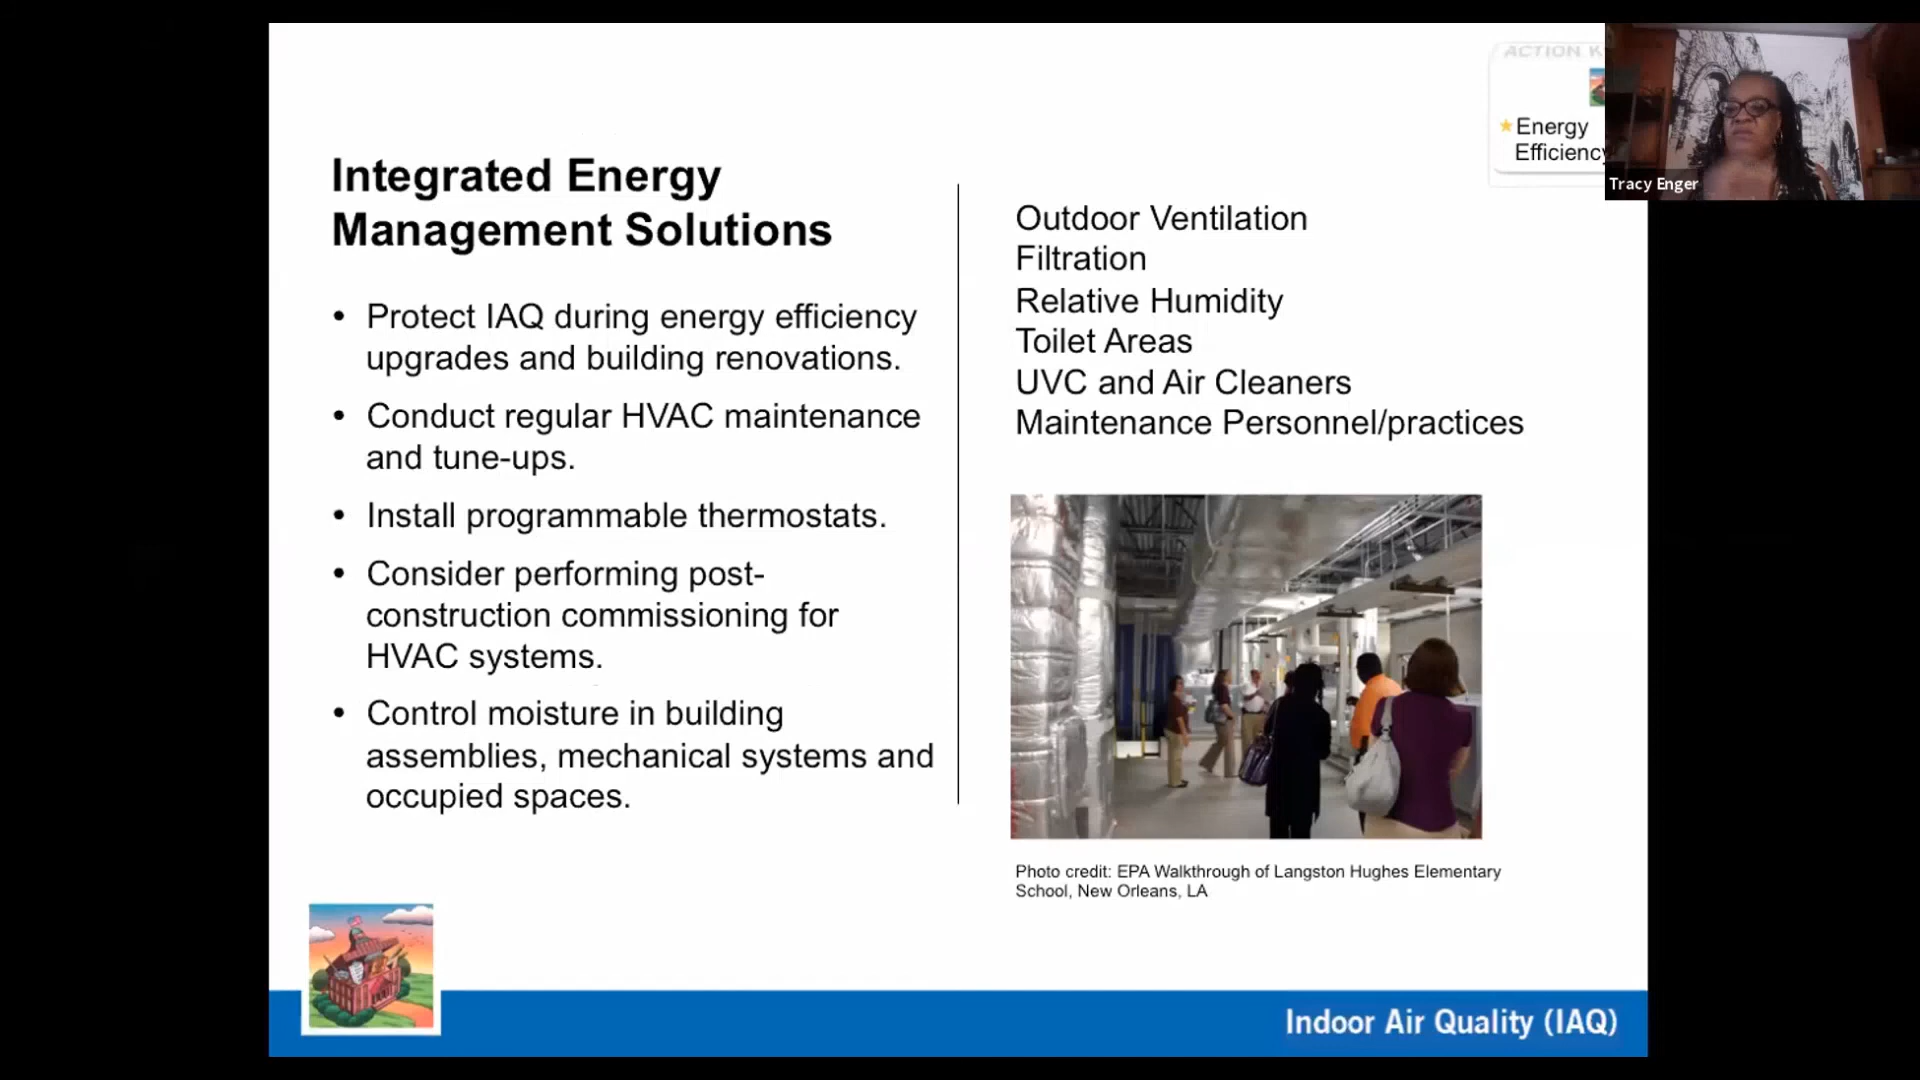 ACTION K
Energy
Efficiency
Tracy Enger
Integrated Energy
Management Solutions
• Protect IAQ during energy efficiency
upgrades and building renovations.
• Conduct regular HVAC maintenance
and tune-ups.
• Install programmable thermostats.
• Consider performing post-
construction commissioning for
HVAC systems.
• Control moisture in building
assemblies, mechanical systems and
occupied spaces.
Outdoor Ventilation
Filtration
Relative Humidity
Toilet Areas
UVC and Air Cleaners
Maintenance Personnel/practices
Photo credit: EPA Walkthrough of Langston Hughes Elementary
School, New Orleans, LA
Indoor Air Quality (IAQ)